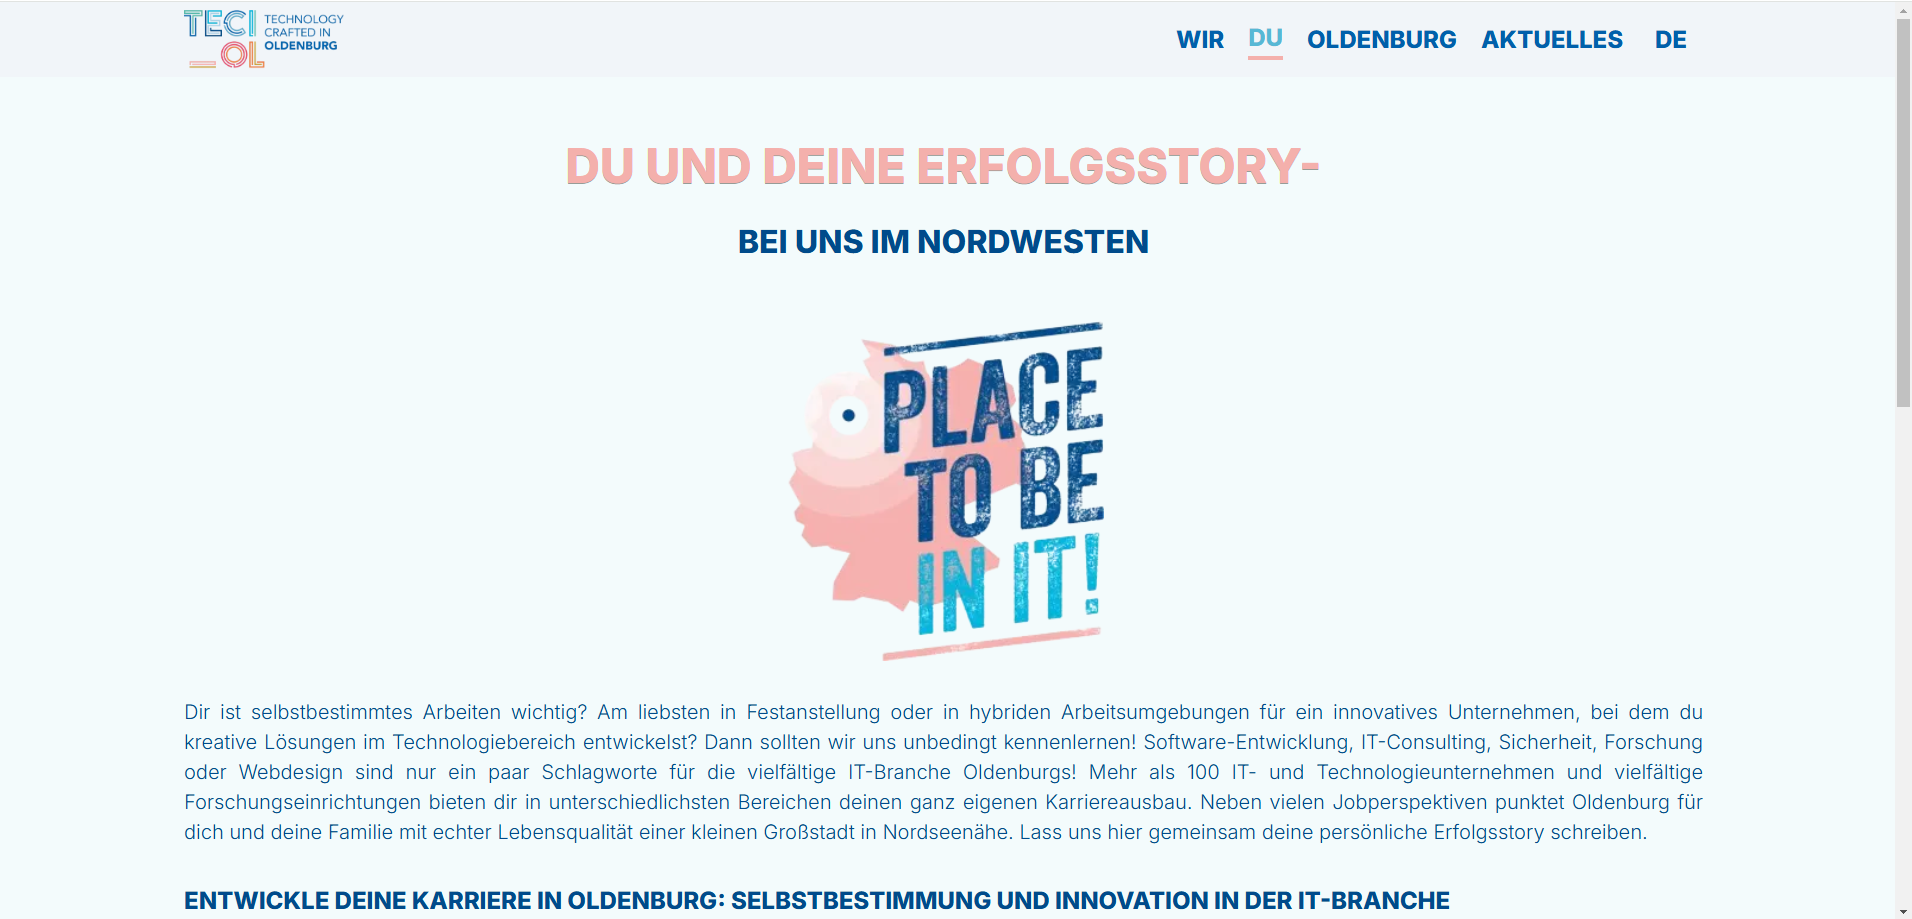 TECI TECHNOLOGY
CRAFTED IN
_OL OLDENBURG
WIR DU OLDENBURG AKTUELLES DE
DU UND DEINE ERFOLGSSTORY-
BEI UNS IM NORDWESTEN
PLACE
TO BE
IN IT!
Dir ist selbstbestimmtes Arbeiten wichtig? Am liebsten in Festanstellung oder in hybriden Arbeitsumgebungen für ein innovatives Unternehmen, bei dem du
kreative Lösungen im Technologiebereich entwickelst? Dann sollten wir uns unbedingt kennenlernen! Software-Entwicklung, IT-Consulting, Sicherheit, Forschung
oder Webdesign sind nur ein paar Schlagworte für die vielfältige IT-Branche Oldenburgs! Mehr als 100 IT- und Technologieunternehmen und vielfältige
Forschungseinrichtungen bieten dir in unterschiedlichsten Bereichen deinen ganz eigenen Karriereausbau. Neben vielen Jobperspektiven punktet Oldenburg für
dich und deine Familie mit echter Lebensqualität einer kleinen Großstadt in Nordseenähe. Lass uns hier gemeinsam deine persönliche Erfolgsstory schreiben.
ENTWICKLE DEINE KARRIERE IN OLDENBURG: SELBSTBESTIMMUNG UND INNOVATION IN DER IT-BRANCHE